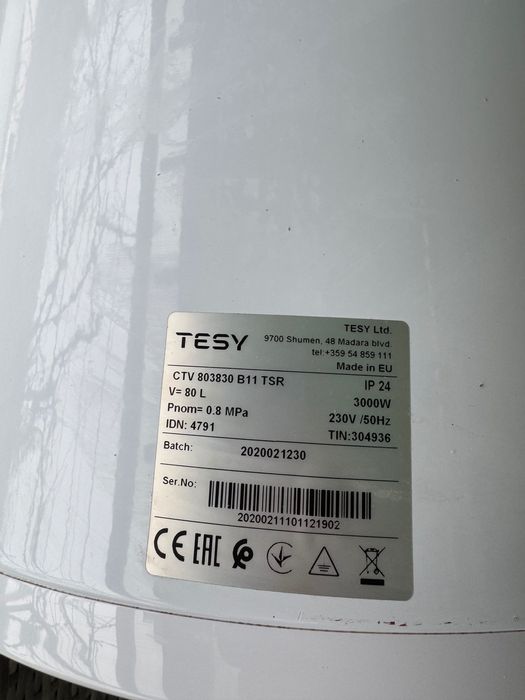 TESY
TESY Ltd.
9700 Shumen, 48 Madara blvd.
tel:+359 54 859 111
Made in EU
CTV 803830 B11 TSR
IP 24
V= 80 L
3000W
Pnom= 0.8 MPa
230V /50Hz
IDN: 4791
TIN:304936
Batch: 2020021230
Ser.No:
20200211101121902
CE EAC